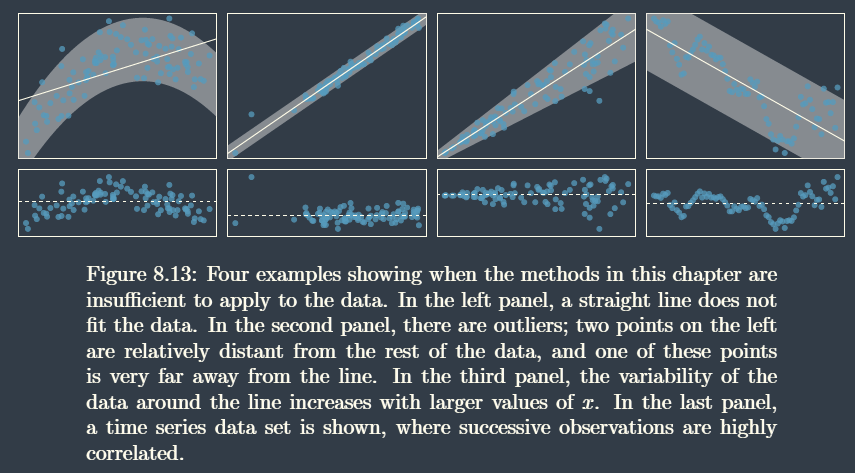 Figure 8.13: Four examples showing when the methods in this chapter are
insufficient to apply to the data. In the left panel, a straight line does not
fit the data. In the second panel, there are outliers; two points on the left
are relatively distant from the rest of the data, and one of these points
is very far away from the line. In the third panel, the variability of the
data around the line increases with larger values of x. In the last panel,
a time series data set is shown, where successive observations are highly
correlated.